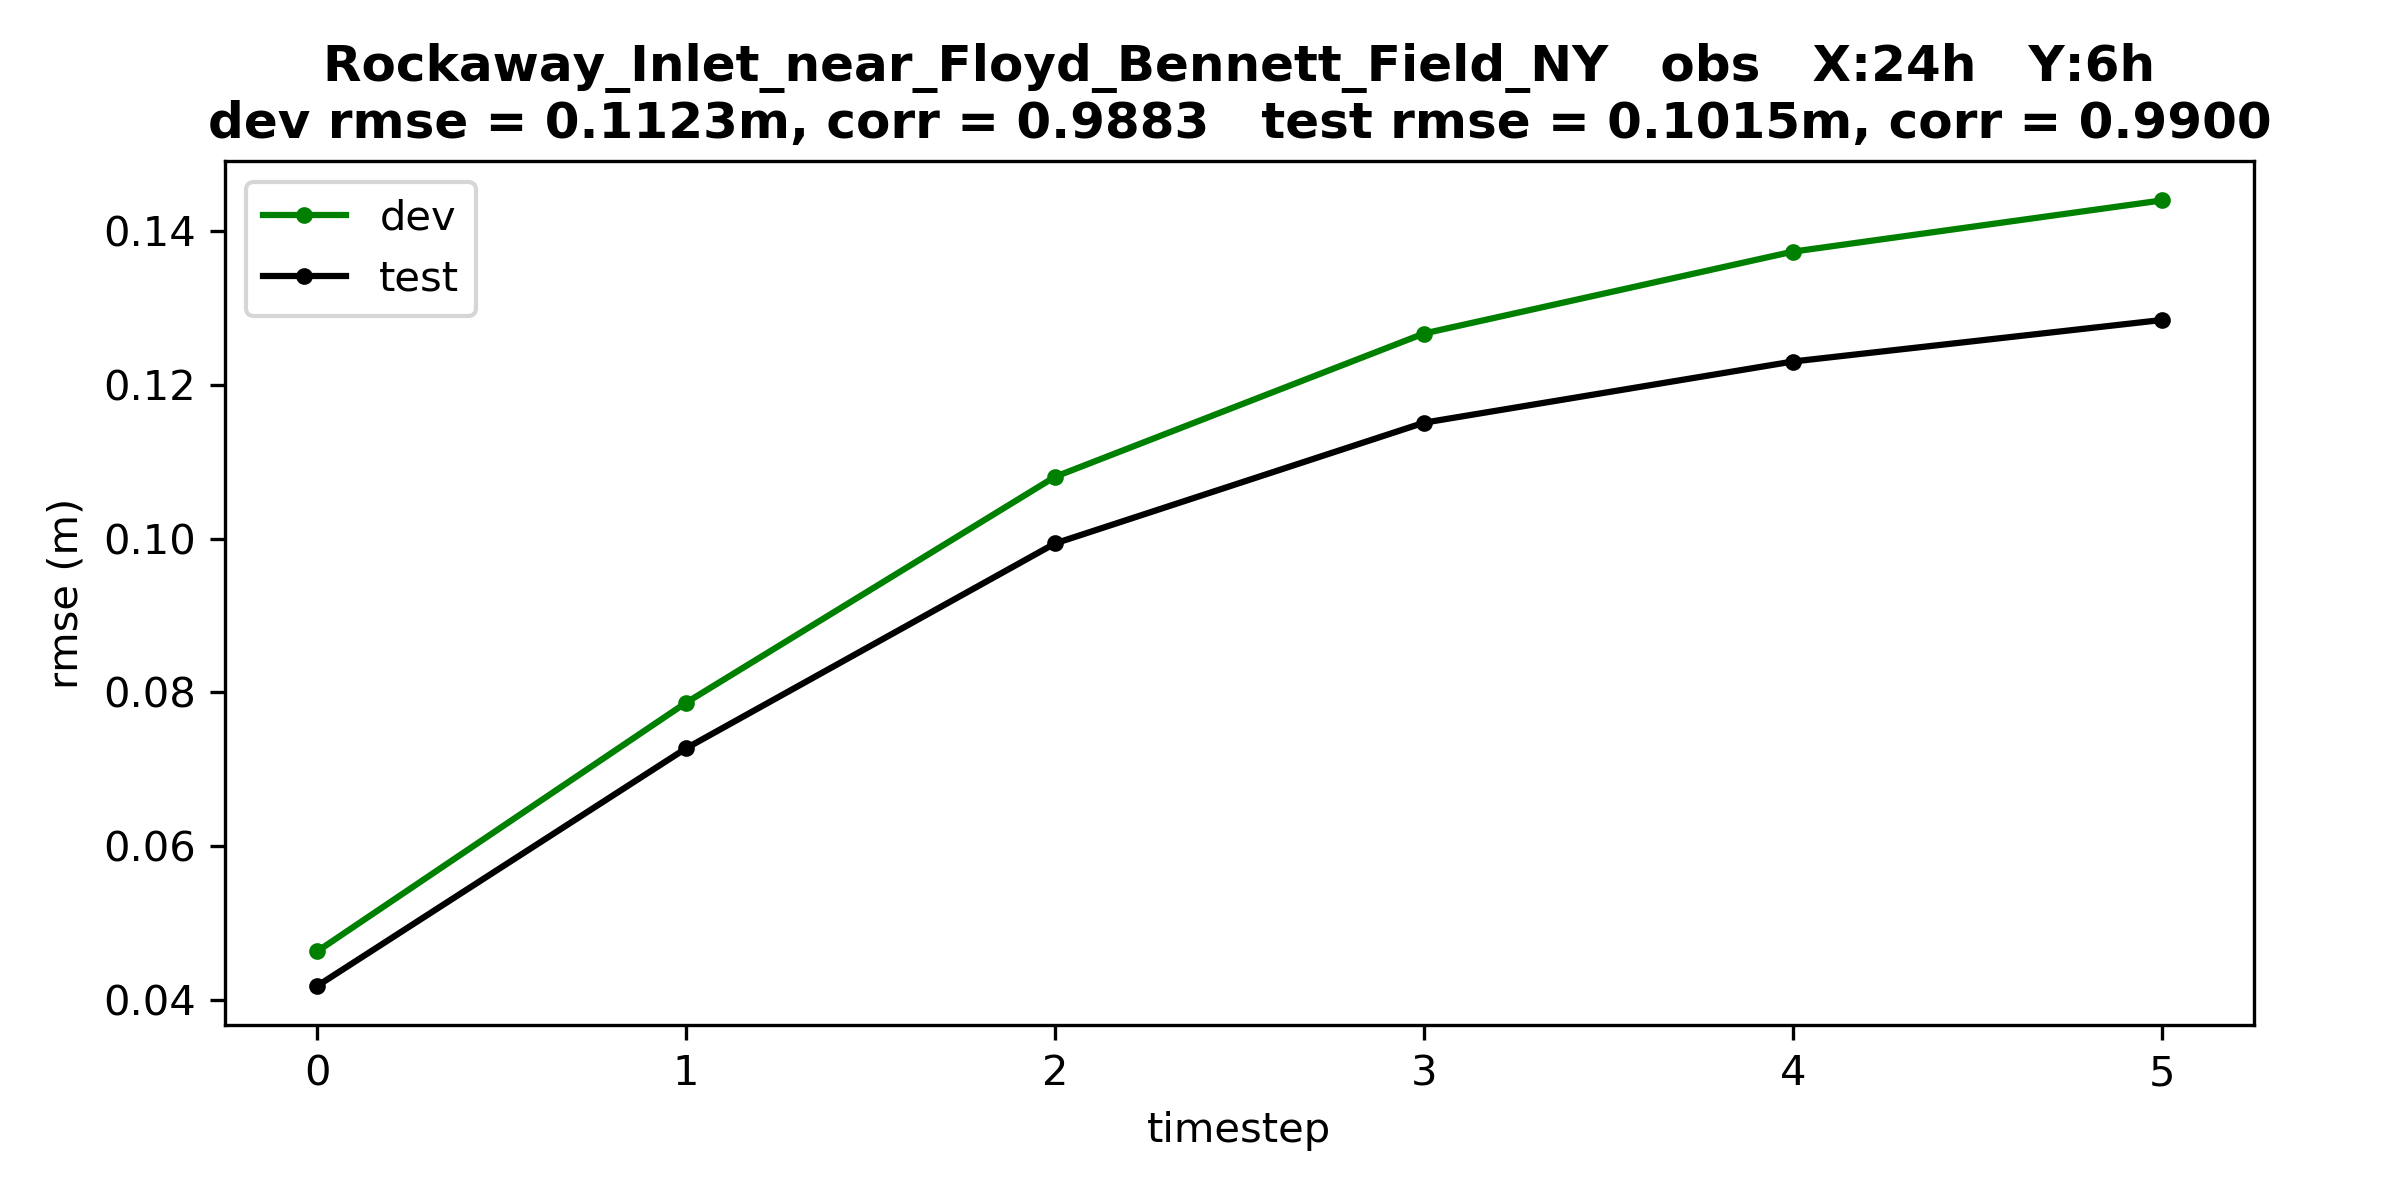 Rockaway_Inlet_near_Floyd_Bennett_Field_NY   obs   X:24h   Y:6h
dev rmse = 0.1123m, corr = 0.9883   test rmse = 0.1015m, corr = 0.9900
dev
test
0.14
0.12
0.10
0.08
0.06
0.04
rmse (m)
0 1 2 3 4 5
timestep